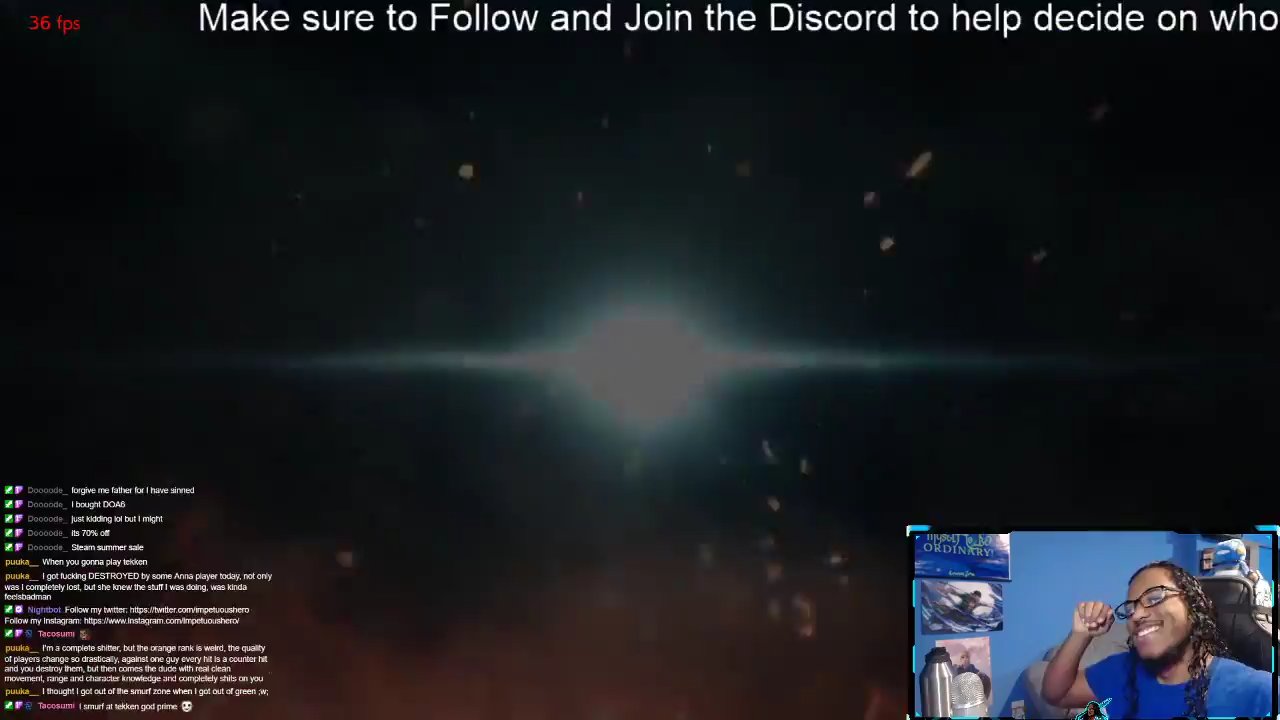 36 fps
Make sure to Follow and Join the Discord to help decide on who
Doooode_ forgive me father for I have sinned
Doooode_ I bought DOA6
Doooode_ just kidding lol but I might
Doooode_ its 70% off
Doooode_ Steam summer sale
puuka__ When you gonna play tekken
puuka__ I got fucking DESTROYED by some Anna player today, not only
was I completely lost, but she knew the stuff I was doing, was kinda
feelsbadman
Nightbot Follow my twitter: https://twitter.com/impetuoushero
Follow my Instagram: https://www.instagram.com/impetuoushero/
Tacosumi
puuka__ I'm a complete shitter, but the orange rank is weird, the quality
of players change so drastically, against one guy every hit is a counter hit
and you destroy them, but then comes the dude with real clean
movement, range and character knowledge and completely shits on you
puuka__ I thought I got out of the smurf zone when I got out of green ;w;
Tacosumi I smurf at tekken god prime
ORDINARY!